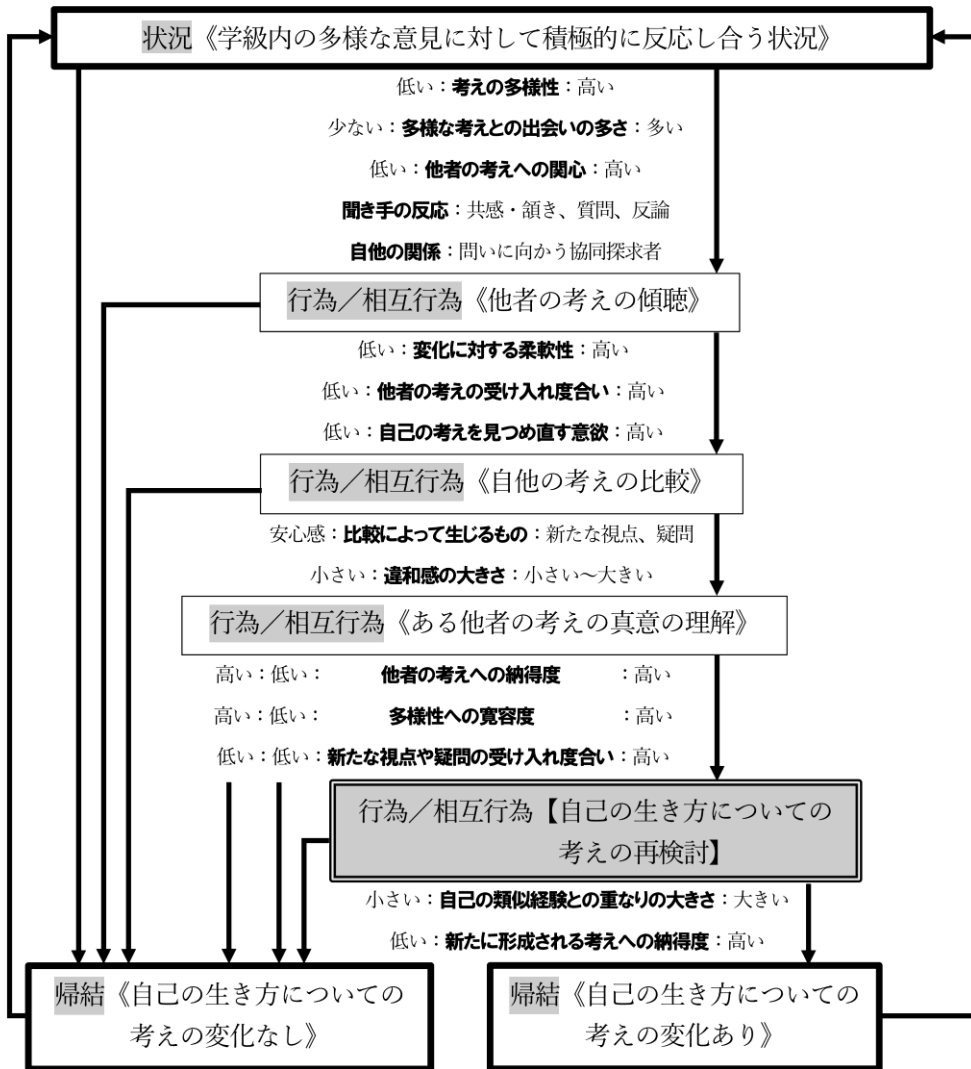 状況《学級内の多様な意見に対して積極的に反応し合う状況》
低い：考えの多様性：高い
少ない：多様な考えとの出会いの多さ：多い
低い：他者の考えへの関心：高い
聞き手の反応：共感・頷き、質問、反論
自他の関係：問いに向かう協同探求者
行為／相互行為《他者の考えの傾聴》
低い：変化に対する柔軟性：高い
低い：他者の考えの受け入れ度合い：高い
低い：自己の考えを見つめ直す意欲：高い
行為／相互行為《自他の考えの比較》
安心感：比較によって生じるもの：新たな視点、疑問
小さい：違和感の大きさ：小さい～大きい
行為／相互行為《ある他者の考えの真意の理解》
高い：低い： 他者の考えへの納得度 ：高い
高い：低い： 多様性への寛容度 ：高い
低い：低い：新たな視点や疑問の受け入れ度合い：高い
行為／相互行為【自己の生き方についての
考えの再検討】
小さい：自己の類似経験との重なりの大きさ：大きい
低い：新たに形成される考えへの納得度：高い
帰結《自己の生き方についての
考えの変化なし》
帰結《自己の生き方についての
考えの変化あり》